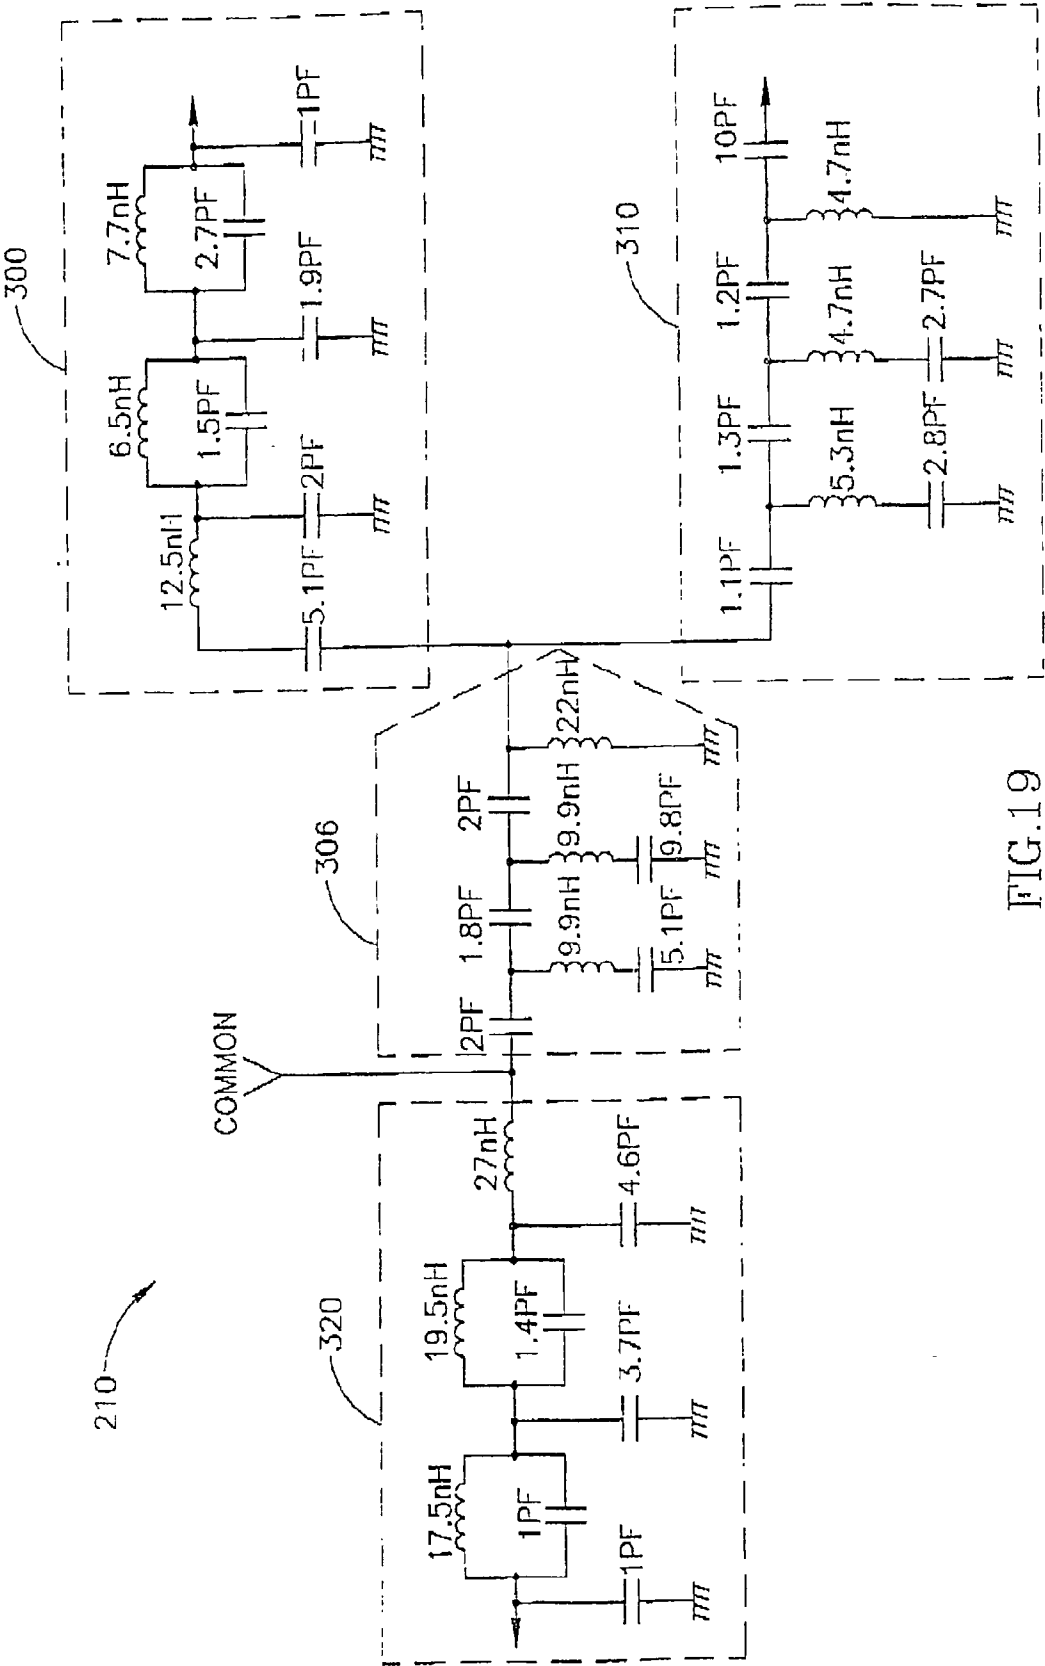 300
7.7nH
2.7PF
1PF
6.5nH
1.5PF
1.9PF
12.5nH
2PF
5.1PF
310
10PF
4.7nH
1.2PF
4.7nH
2.7PF
1.3PF
5.3nH
2.8PF
1.1PF
306
22nH
2PF
9.9nH
9.8PF
1.8PF
9.9nH
5.1PF
2PF
COMMON
27nH
4.6PF
320
19.5nH
1.4PF
3.7PF
17.5nH
1PF
1PF
210
FIG.19